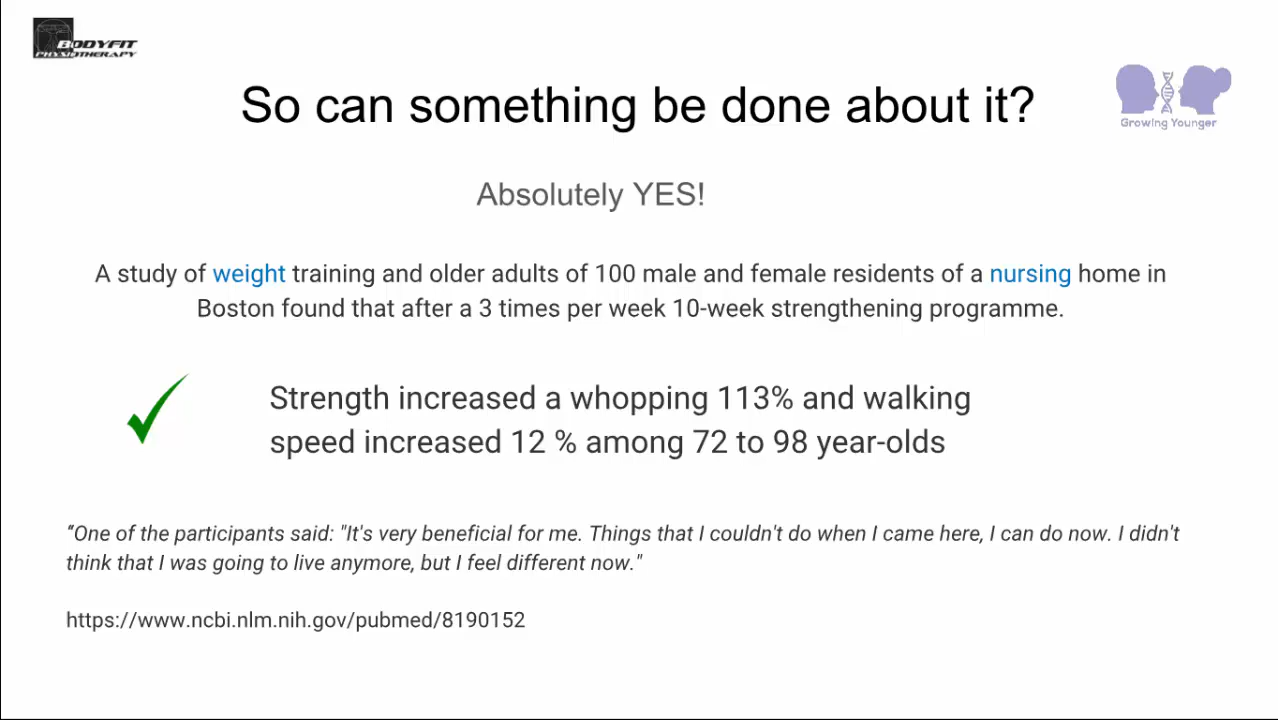 BODYFIT
PHYSIOTHERAPY
So can something be done about it?
Growing Younger
Absolutely YES!
A study of weight training and older adults of 100 male and female residents of a nursing home in
Boston found that after a 3 times per week 10-week strengthening programme.
Strength increased a whopping 113% and walking
speed increased 12 % among 72 to 98 year-olds
“One of the participants said: "It's very beneficial for me. Things that I couldn't do when I came here, I can do now. I didn't
think that I was going to live anymore, but I feel different now."
https://www.ncbi.nlm.nih.gov/pubmed/8190152